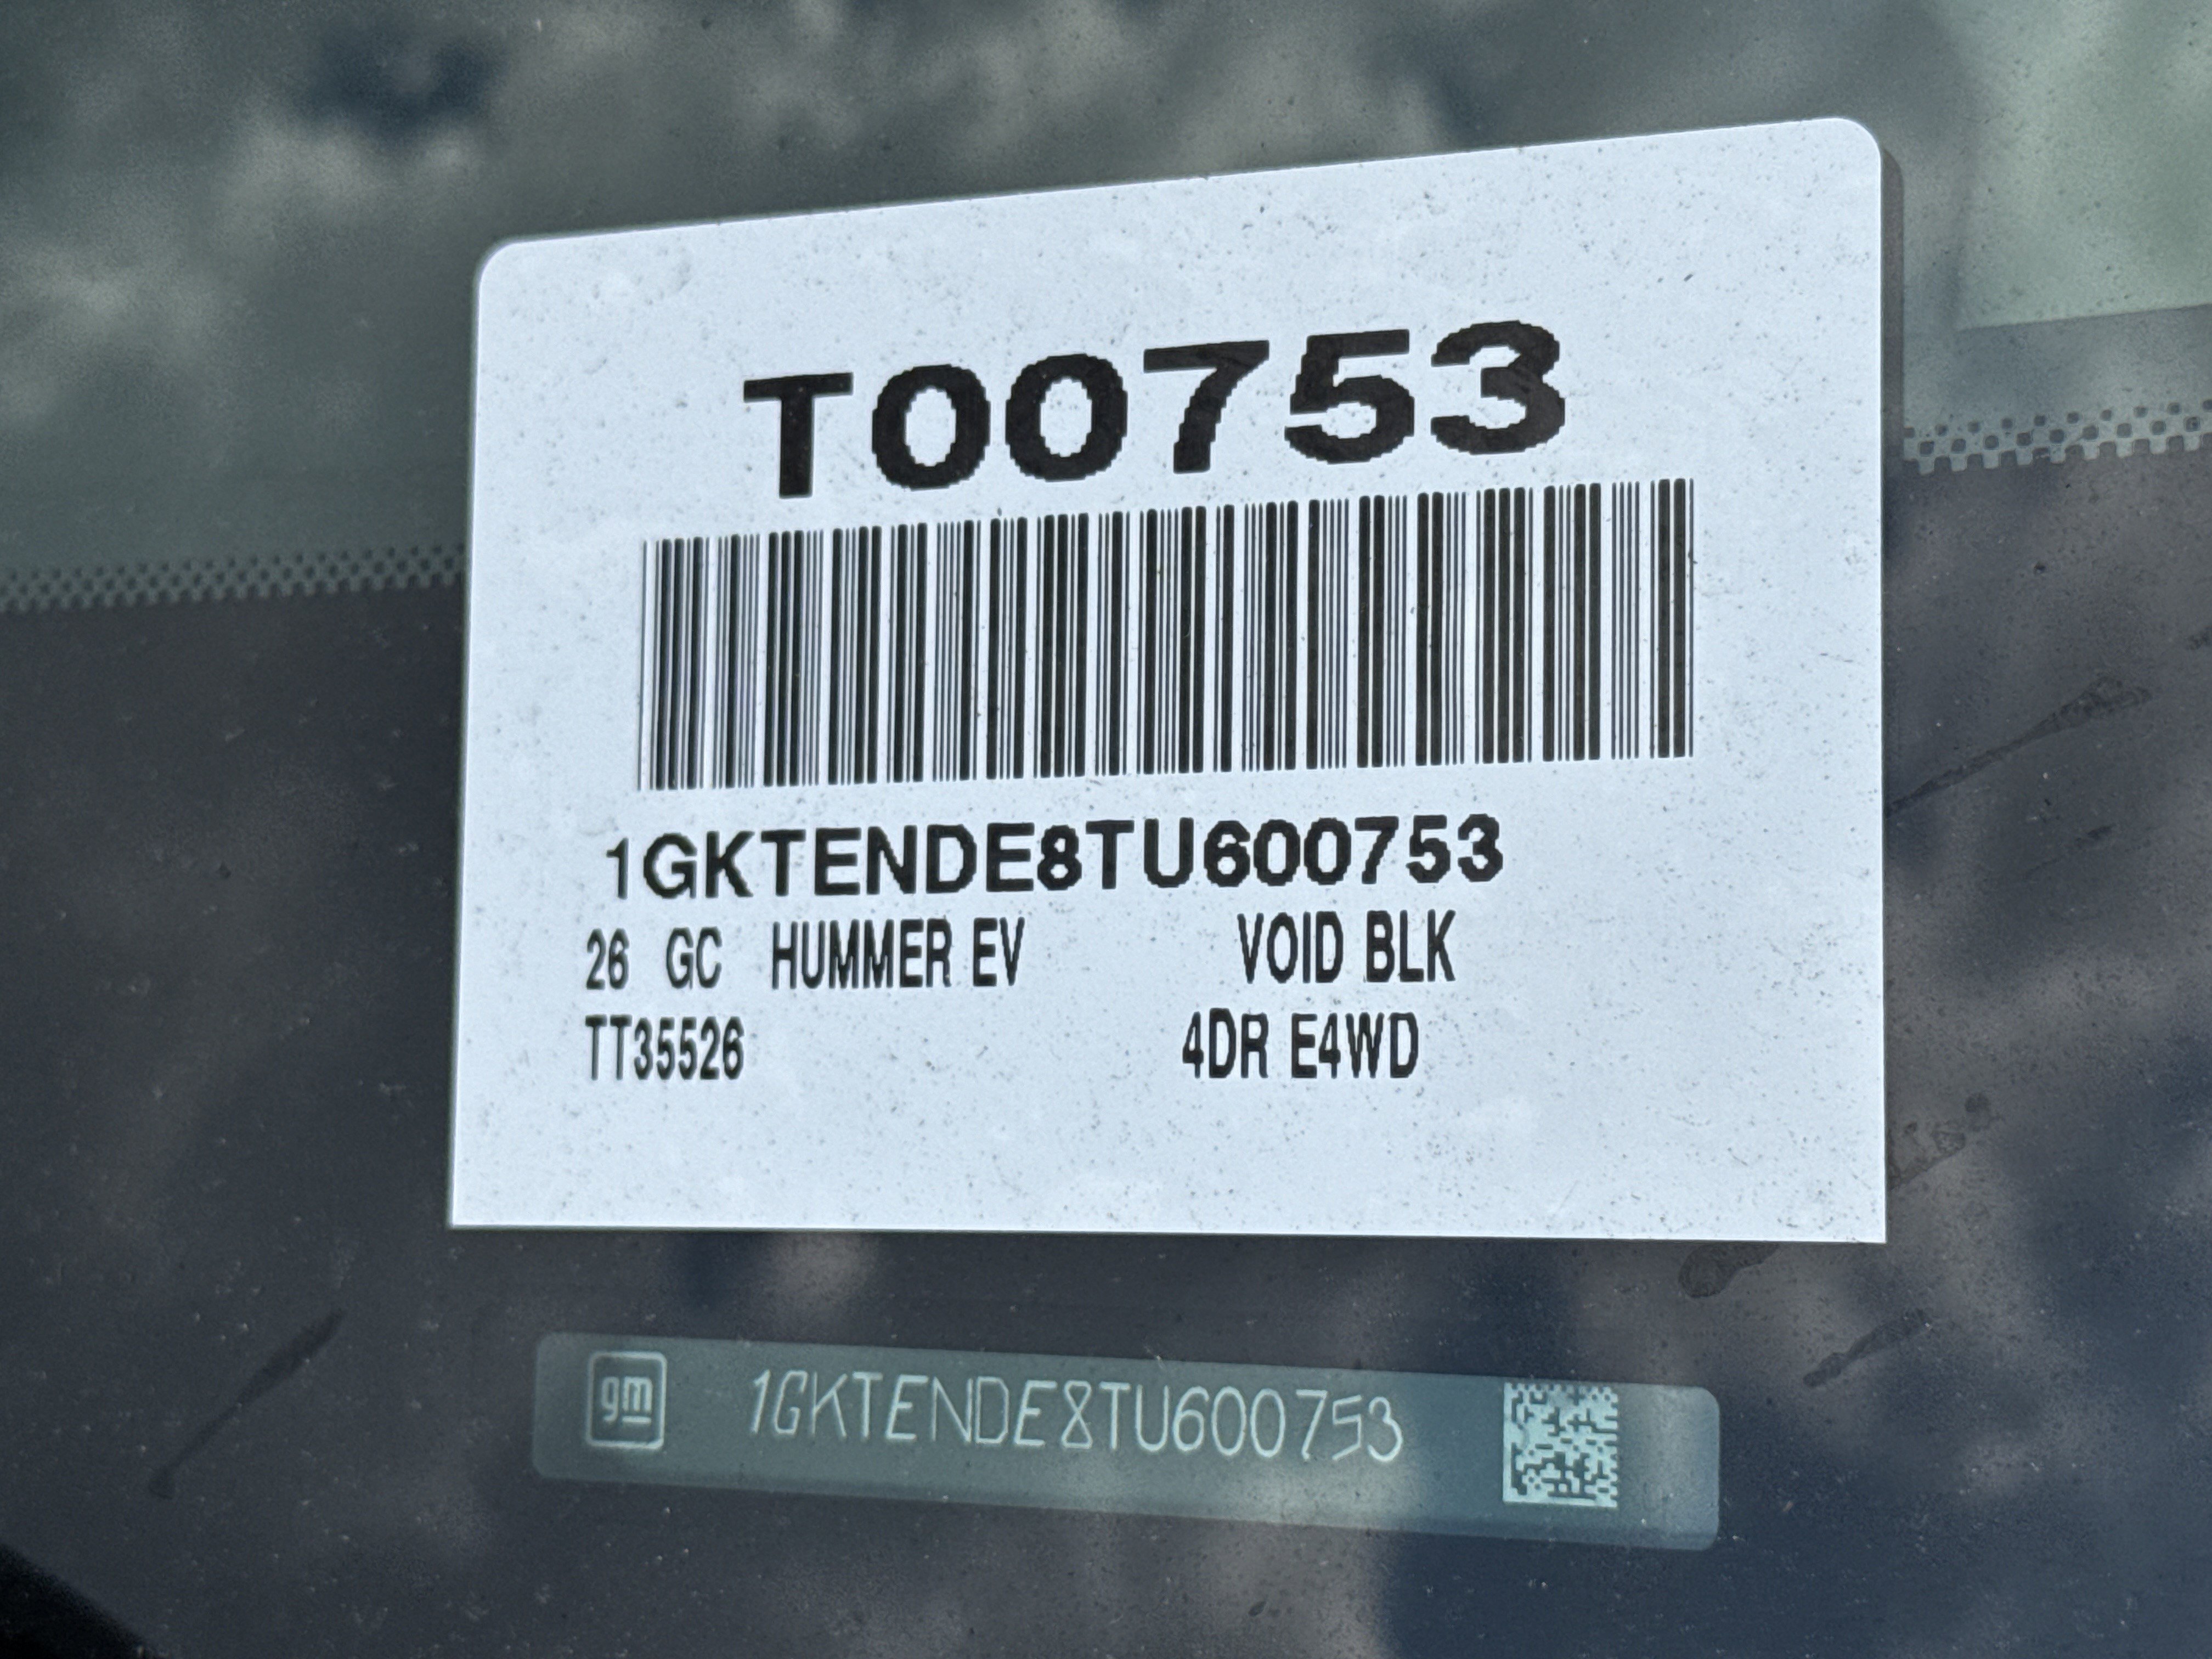 T00753
1GKTENDE8TU600753
26 GC HUMMER EV VOID BLK
TT35526 4DR E4WD
gm 1GKTENDE8TU600753